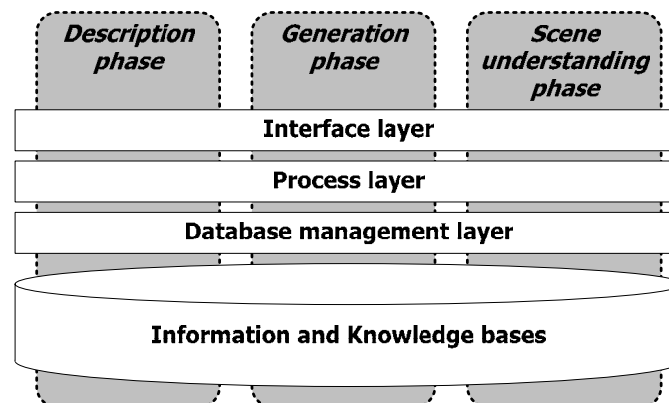 Description
phase
Generation
phase
Scene
understanding
phase
Interface layer
Process layer
Database management layer
Information and Knowledge bases